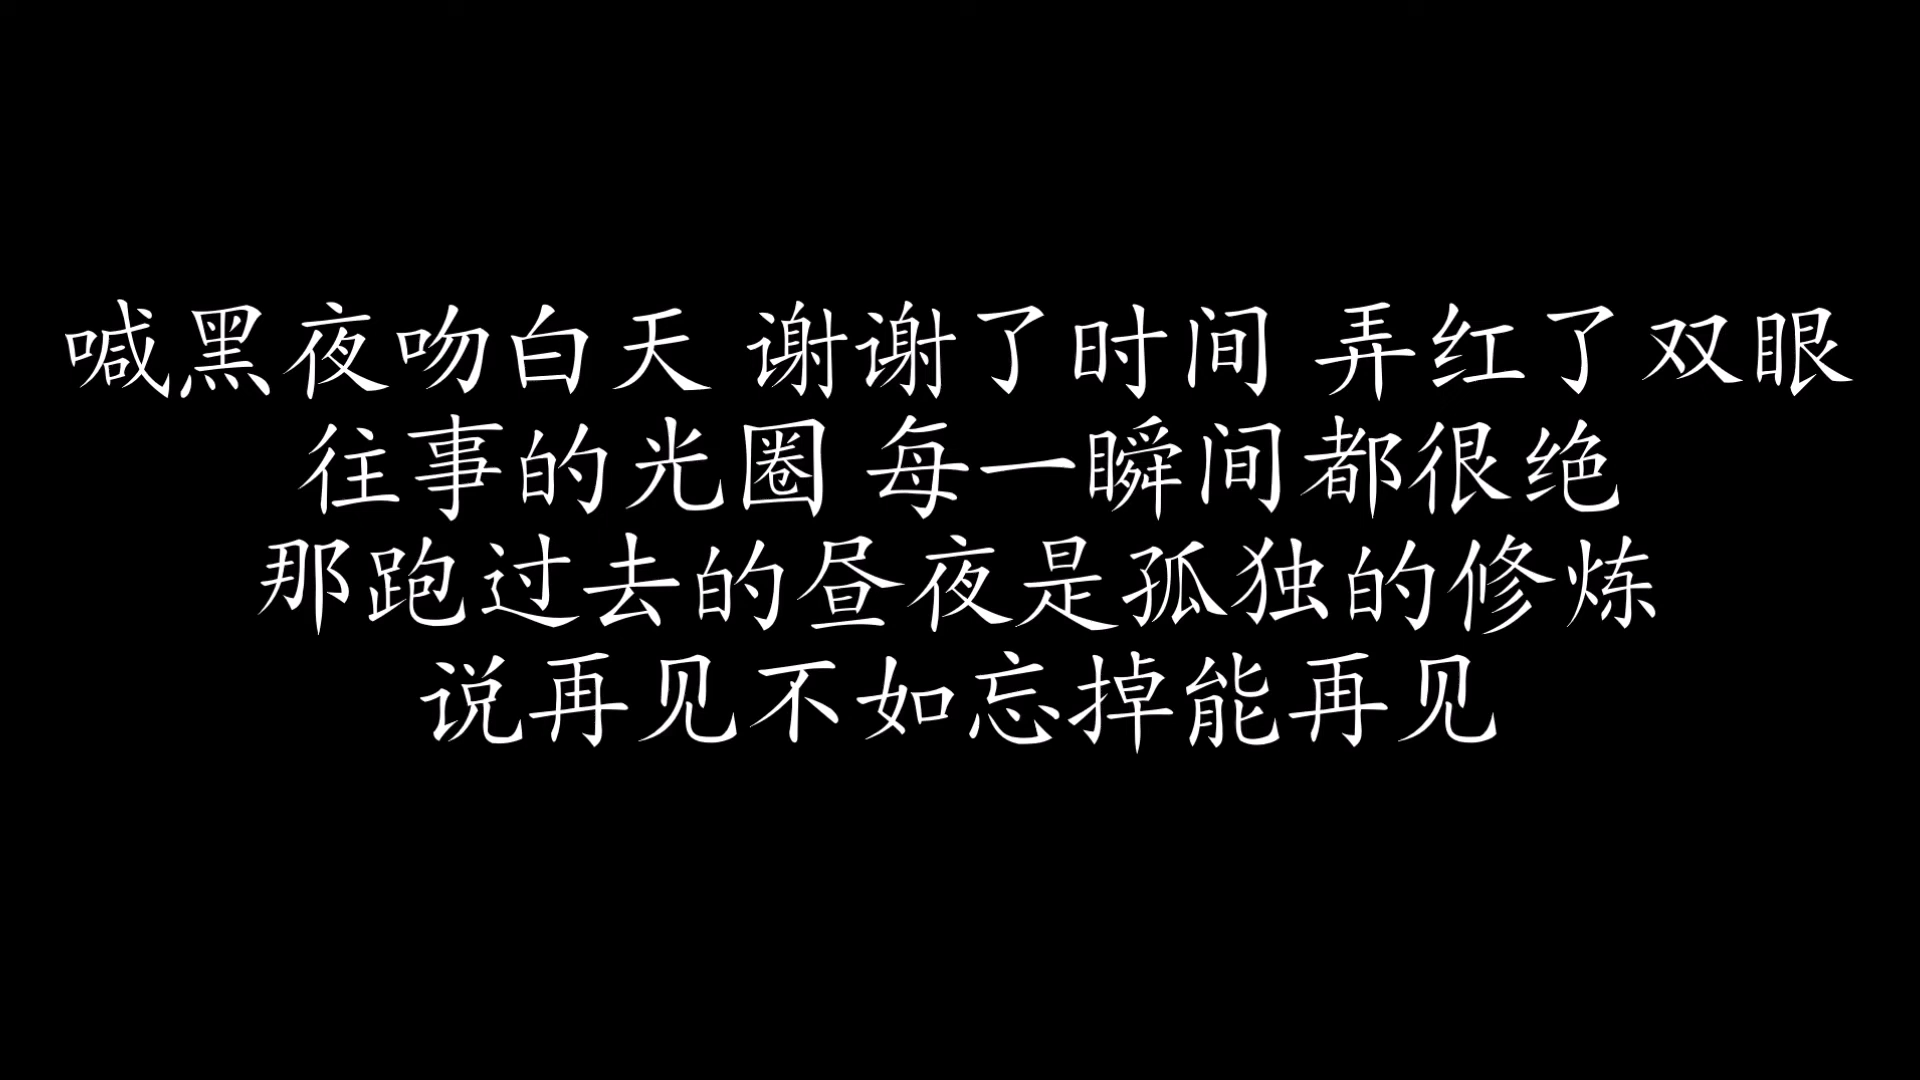 喊黑夜吻白天 谢谢了时间 弄红了双眼
往事的光圈 每一瞬间都很绝
那跑过去的昼夜是孤独的修炼
说再见不如忘掉能再见